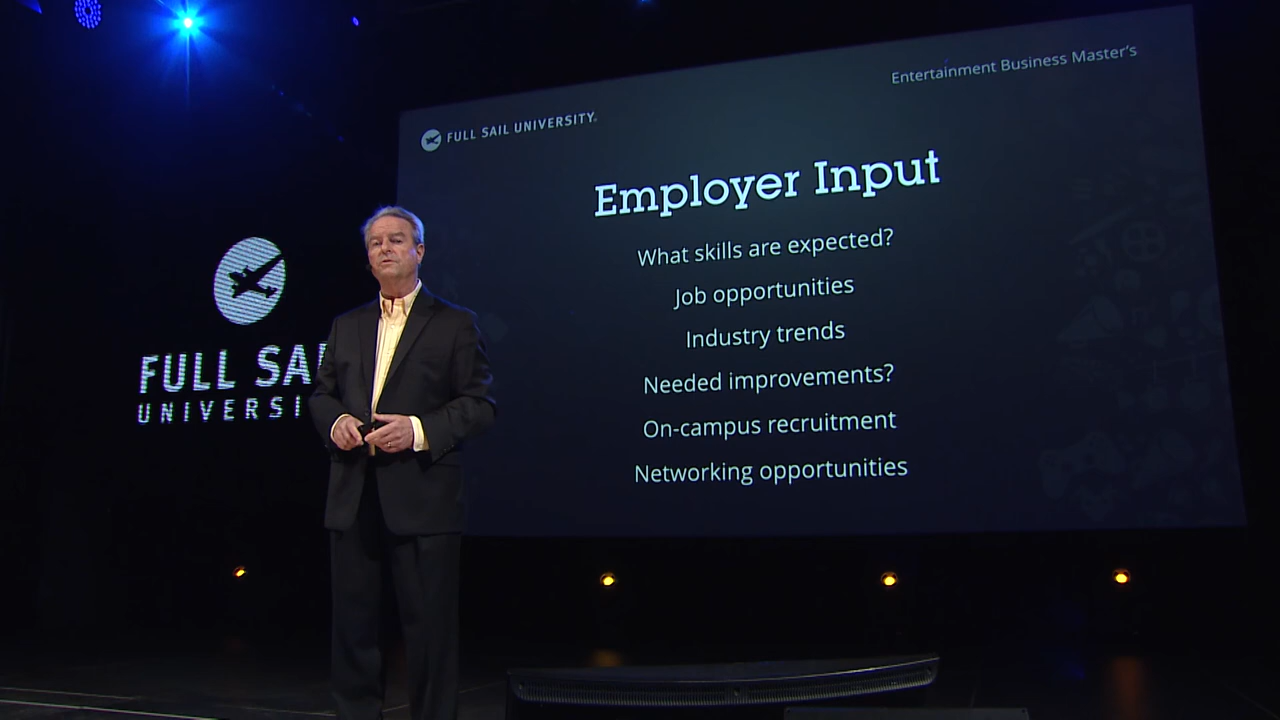 Entertainment Business Master's
FULL SAIL UNIVERSITY
Employer Input
What skills are expected?
Job opportunities
Industry trends
Needed improvements?
On-campus recruitment
Networking opportunities
FULL SAI
UNIVERSI